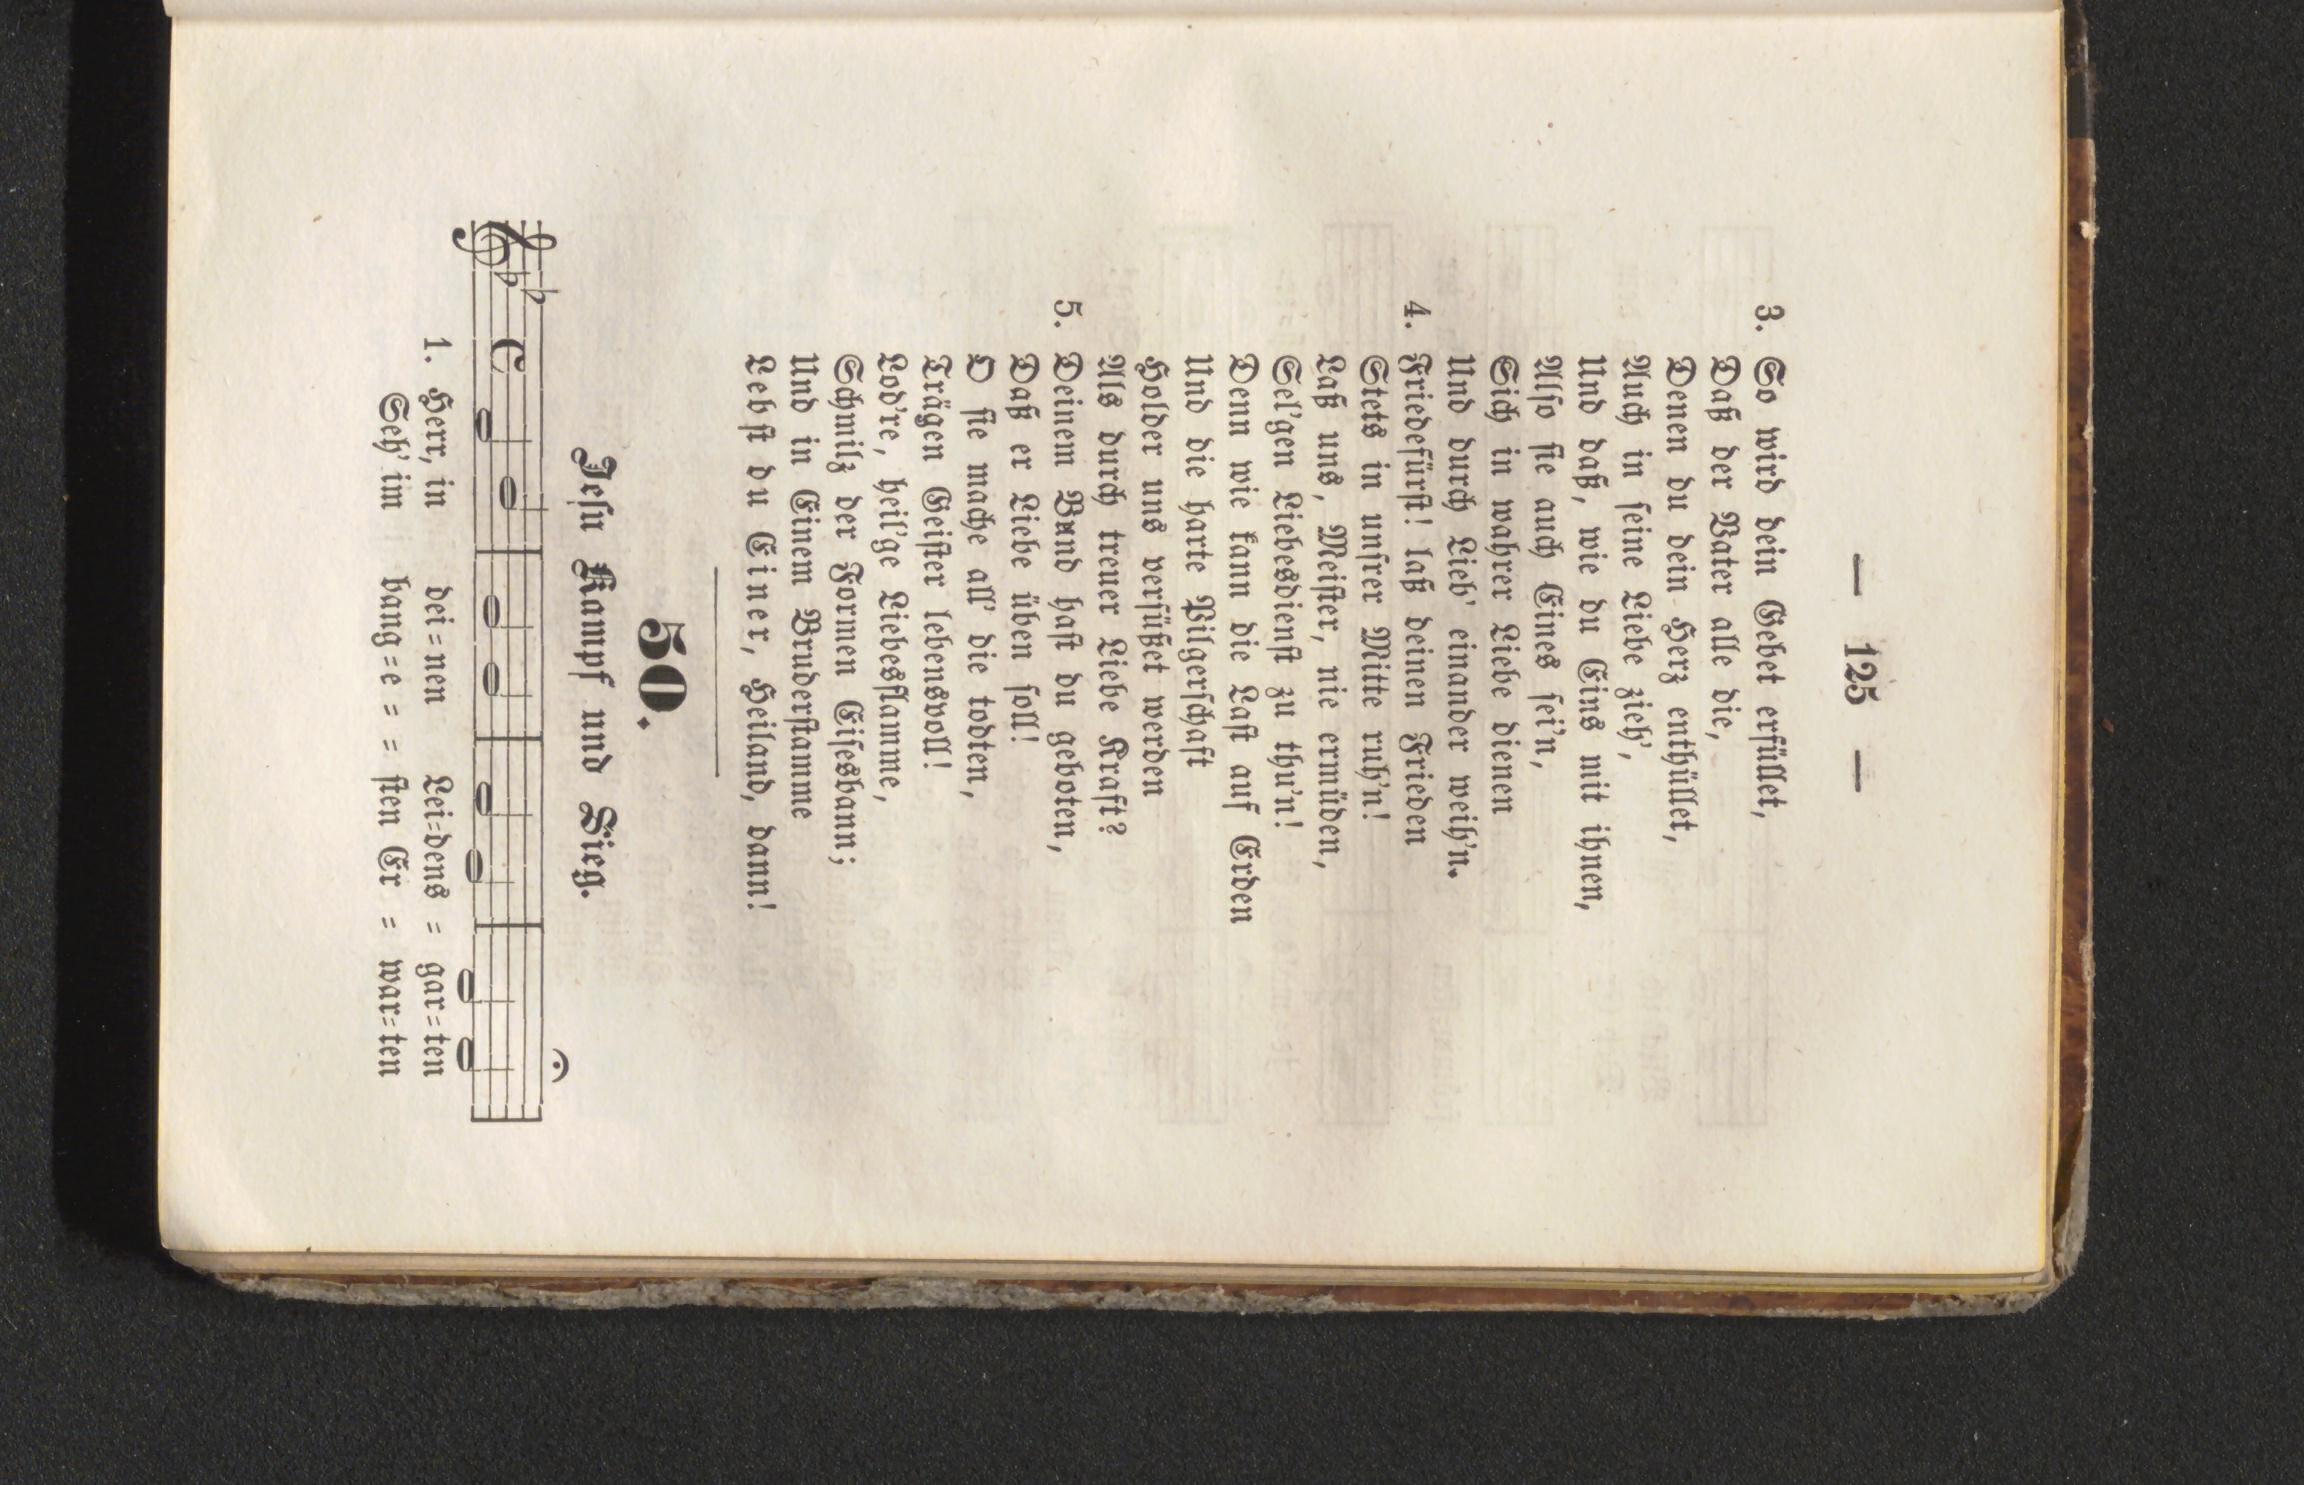 — 125 —
3. So wird dein Gebet erfüllet,
Daß der Vater alle die,
Denen du dein Herz enthüllet,
Auch in seine Liebe zieh',
Und daß, wie du Eins mit ihnen,
Also sie auch Eines sei'n,
Sich in wahrer Liebe dienen
Und durch Lieb' einander weih'n.
4. Friedefürst! laß deinen Frieden
Stets in unsrer Mitte ruh'n!
Laß uns, Meister, nie ermüden,
Sel'gen Liebesdienst zu thu'n!
Denn wie kann die Last auf Erden
Und die harte Pilgerschaft
Holder uns versüßet werden
Als durch treuer Liebe Kraft?
5. Deinem Bund hast du geboten,
Daß er Liebe üben soll!
O sie mache all' die todten,
Trägen Geister lebensvoll!
Lod're, heil'ge Liebesflamme,
Schmilz der Formen Eisesbann;
Und in Einem Bruderstamme
Lebst du Einer, Heiland, dann!
50.
Jesu Kampf und Sieg.
1. Herr, in dei=nen Lei=dens = gar=ten
Seh' im bang=e = = sten Er = war=ten